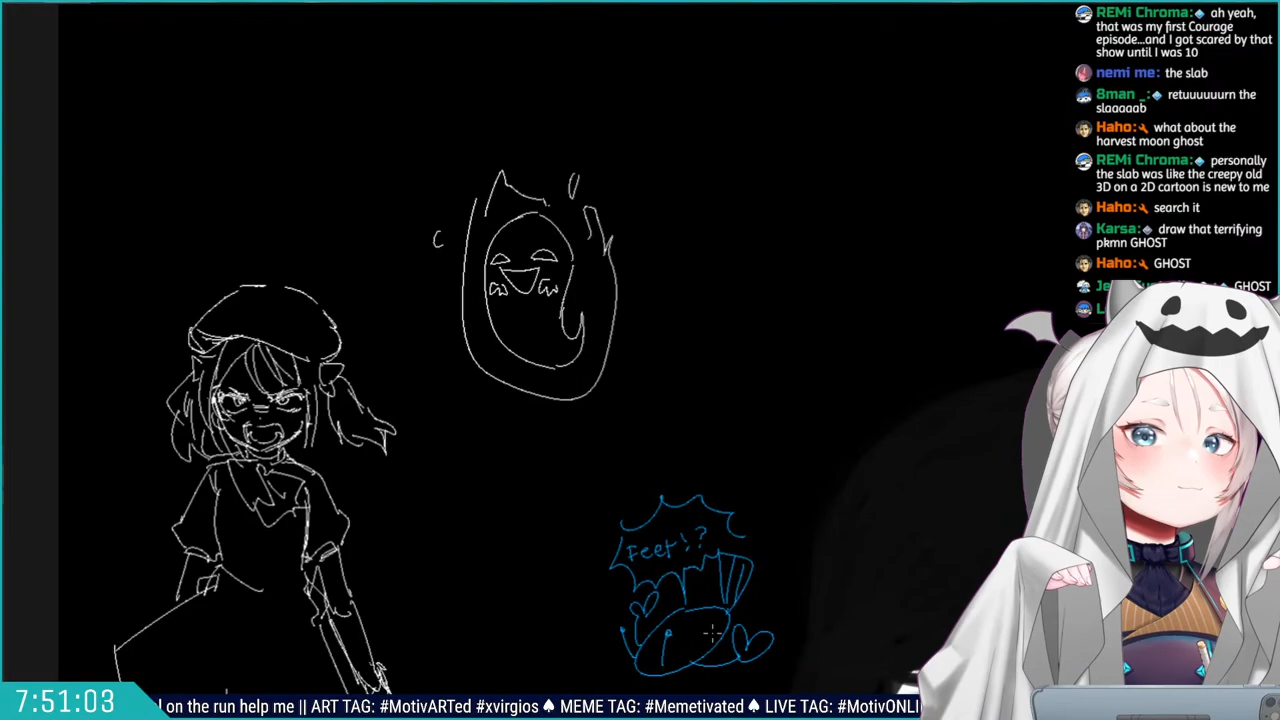 REMi Chroma: ah yeah,
that was my first Courage
episode...and I got scared by that
show until I was 10
nemi me: the slab
8man _: retuuuuuurn the
slaaaaab
Haho: what about the
harvest moon ghost
REMi Chroma: personally
the slab was like the creepy old
3D on a 2D cartoon is new to me
Haho: search it
Karsa: draw that terrifying
pkmn GHOST
Haho: GHOST
GHOST
Feet!?
7:51:03
on the run help me || ART TAG: #MotivARTed #xvirgios ♠ MEME TAG: #Memetivated ♠ LIVE TAG: #MotivONLI